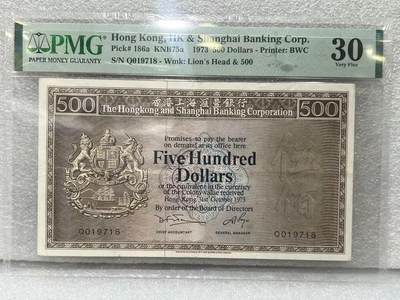 PMG
PAPER MONEY GUARANTY
Hong Kong, HK & Shanghai Banking Corp.
Pick# 186a KNB75a 1973 500 Dollars - Printer: BWC
S/N Q019718 - Wmk: Lion's Head & 500
30
Very Fine
500
香港上海滙豐銀行
500
The Hongkong and Shanghai Banking Corporation
Promises to pay the bearer
on demand at its office here
Five Hundred
Dollars
or the equivalent in the currency
of the Colony value received
Hong Kong 31st October 1973
By order of the Board of Directors
CHIEF ACCOUNTANT
GENERAL MANAGER
Q019718
Q019718